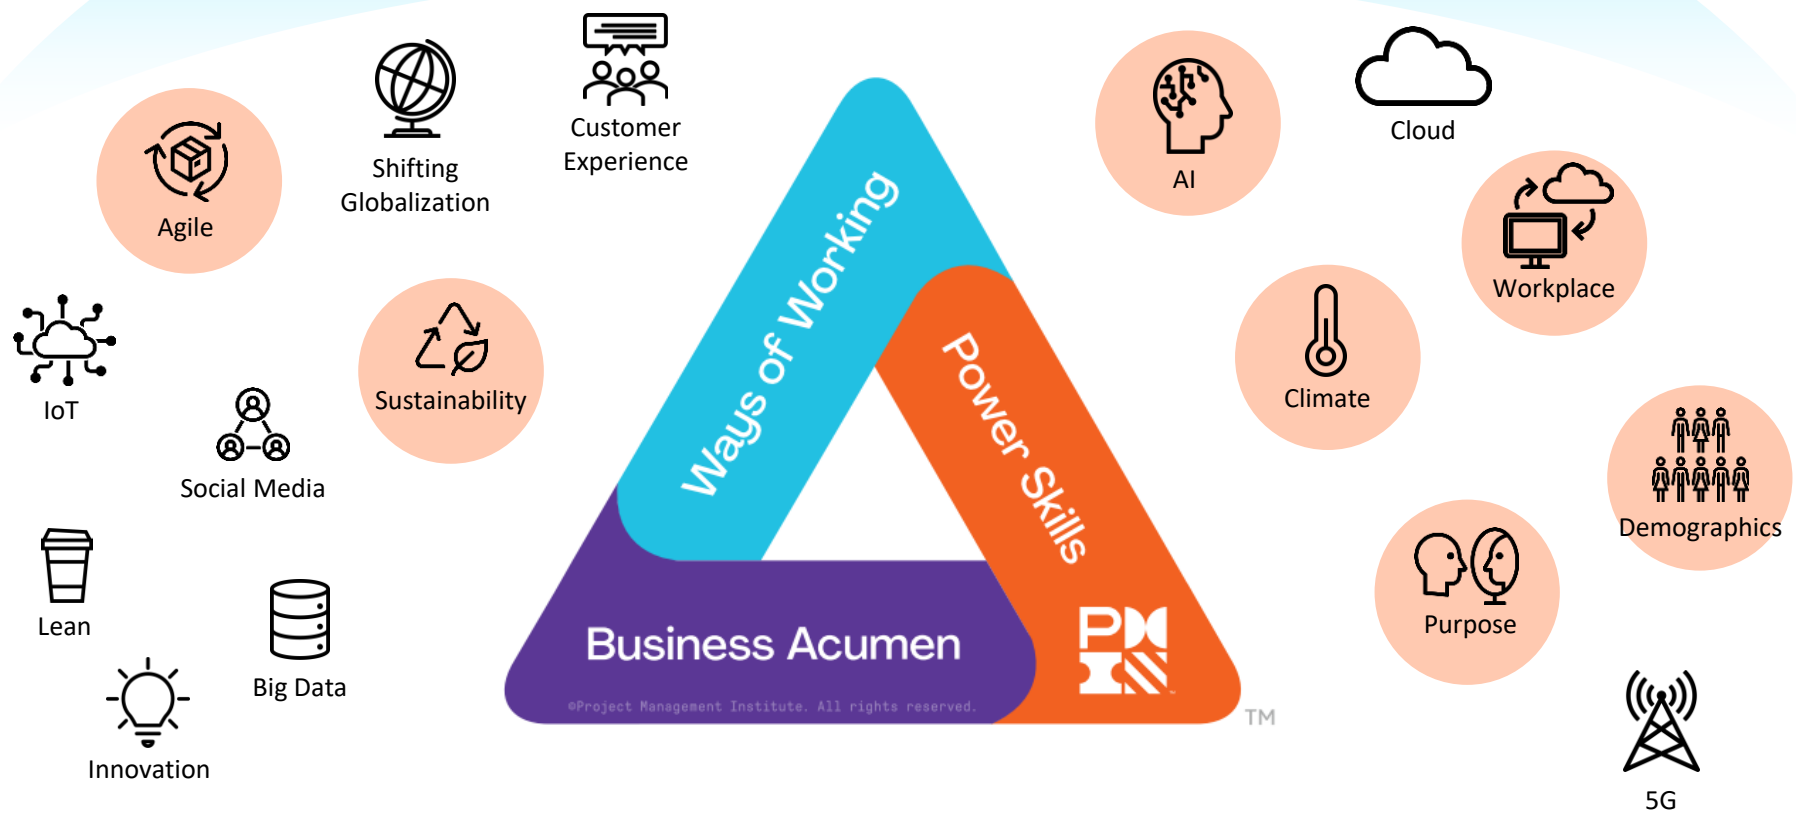 Customer
Experience
Shifting
Globalization
Agile
AI
Cloud
Workplace
IoT
Sustainability
Climate
Social Media
Demographics
Lean
Purpose
Big Data
Innovation
5G
Ways of Working
Power Skills
Business Acumen
©Project Management Institute. All rights reserved.
PM
TM